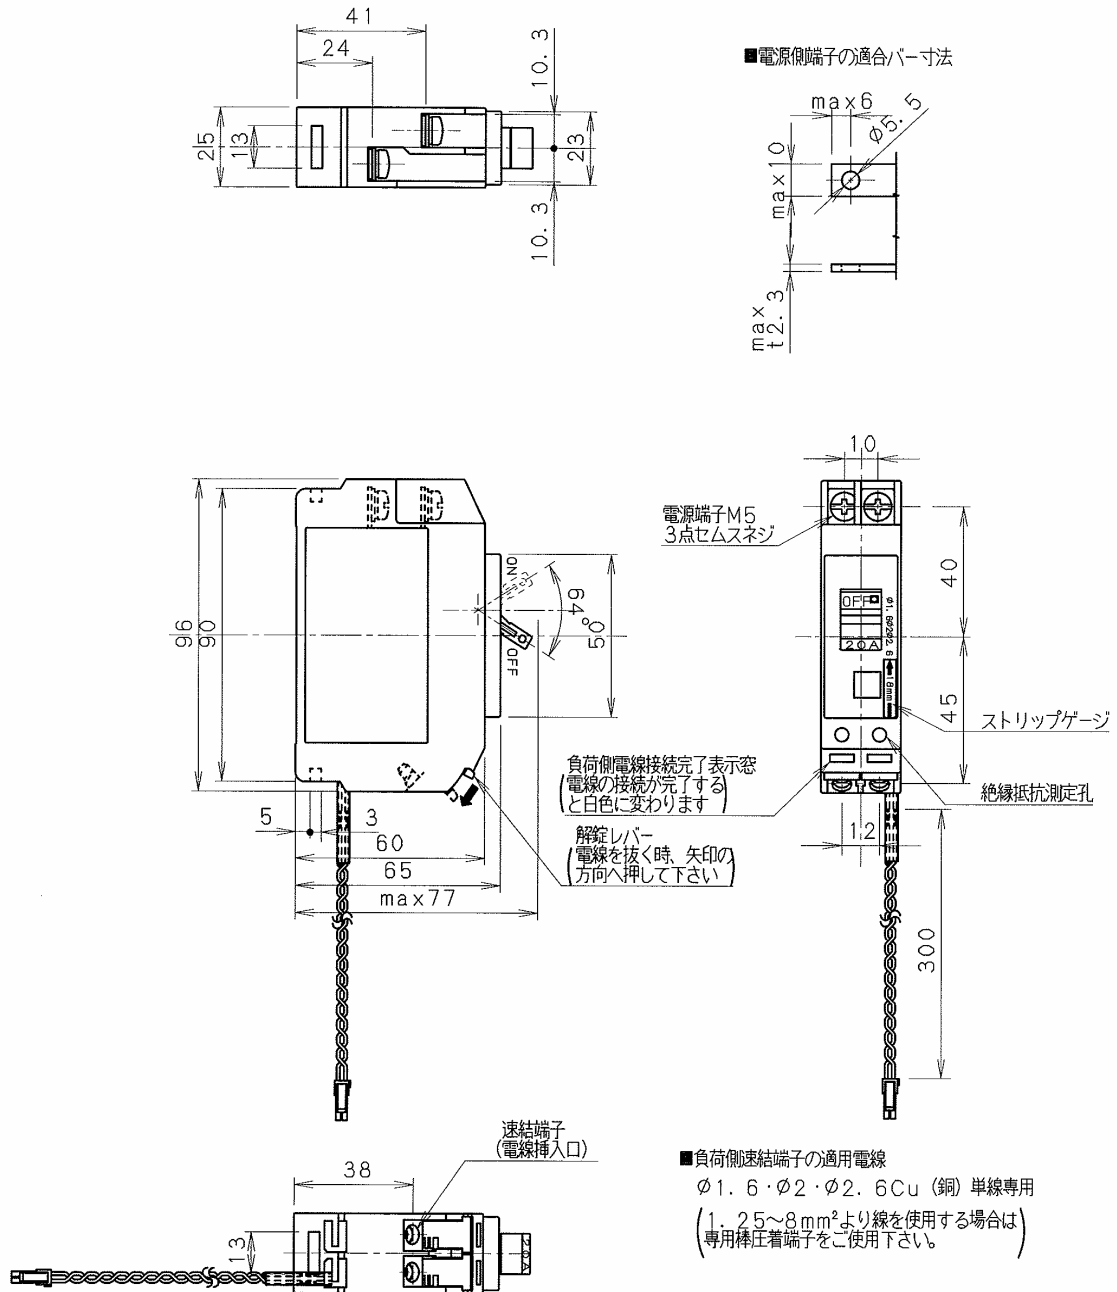 41
24
10.3
25
13
23
10.3
■電源側端子の適合バー寸法
max6
φ5.5
max10
max
t2.3
10
電源端子M5
3点セムスネジ
40
OFF
φ1.6φ2φ2.6
20A
18mm
45
ストリップゲージ
絶縁抵抗測定孔
12
300
96
90
ON
94°
OFF
50
負荷側電線接続完了表示窓
(電線の接続が完了する
と白色に変わります)
解錠レバー
(電線を抜く時、矢印の
方向へ押して下さい)
5
3
60
65
max77
速結端子
(電線挿入口)
38
13
20A
■負荷側速結端子の適用電線
φ1.6・φ2・φ2.6Cu(銅)単線専用
(1.25~8mm²より線を使用する場合は
専用棒圧着端子をご使用下さい。)